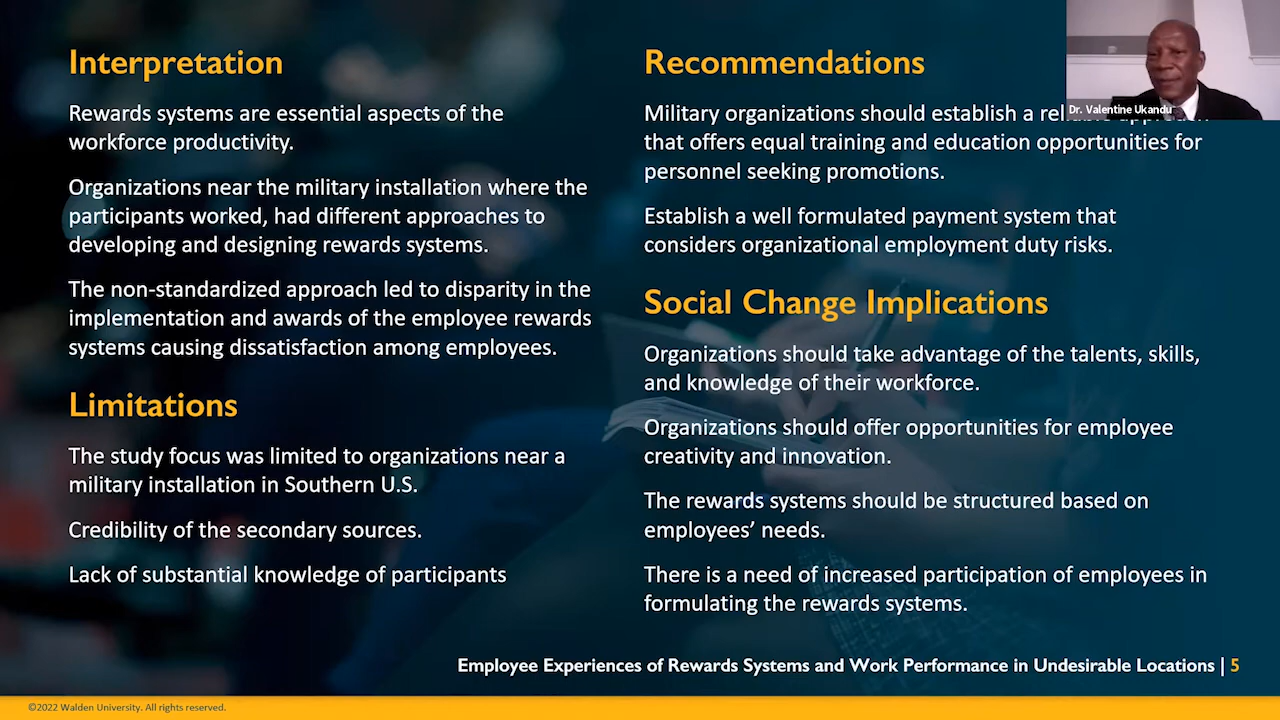 Interpretation
Rewards systems are essential aspects of the
workforce productivity.
Organizations near the military installation where the
participants worked, had different approaches to
developing and designing rewards systems.
The non-standardized approach led to disparity in the
implementation and awards of the employee rewards
systems causing dissatisfaction among employees.
Limitations
The study focus was limited to organizations near a
military installation in Southern U.S.
Credibility of the secondary sources.
Lack of substantial knowledge of participants
Recommendations
Military organizations should establish a
that offers equal training and education opportunities for
personnel seeking promotions.
Establish a well formulated payment system that
considers organizational employment duty risks.
Social Change Implications
Organizations should take advantage of the talents, skills,
and knowledge of their workforce.
Organizations should offer opportunities for employee
creativity and innovation.
The rewards systems should be structured based on
employees’ needs.
There is a need of increased participation of employees in
formulating the rewards systems.
Dr. Valentine Ukandu
Employee Experiences of Rewards Systems and Work Performance in Undesirable Locations | 5
©2022 Walden University. All rights reserved.